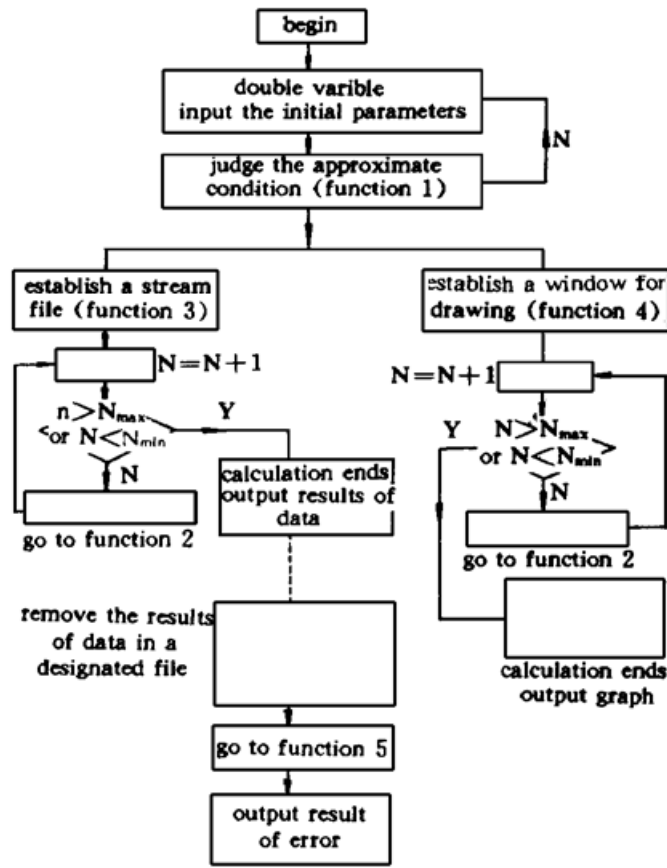 begin
double varible
input the initial parameters
N
judge the approximate
condition (function 1)
establish a stream
file (function 3)
N=N+1
n>Nmax
or N<Nmin
Y
N
go to function 2
calculation ends
output results of
data
remove the results
of data in a
designated file
go to function 5
output result
of error
establish a window for
drawing (function 4)
N=N+1
Y
N>Nmax
or N<Nmin
N
go to function 2
calculation ends
output graph